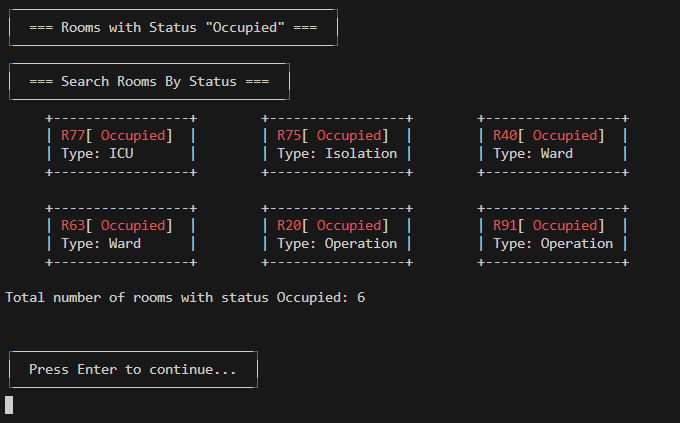 === Rooms with Status "Occupied" ===
=== Search Rooms By Status ===
R77[ Occupied] R75[ Occupied] R40[ Occupied]
Type: ICU Type: Isolation Type: Ward
R63[ Occupied] R20[ Occupied] R91[ Occupied]
Type: Ward Type: Operation Type: Operation
Total number of rooms with status Occupied: 6
Press Enter to continue...